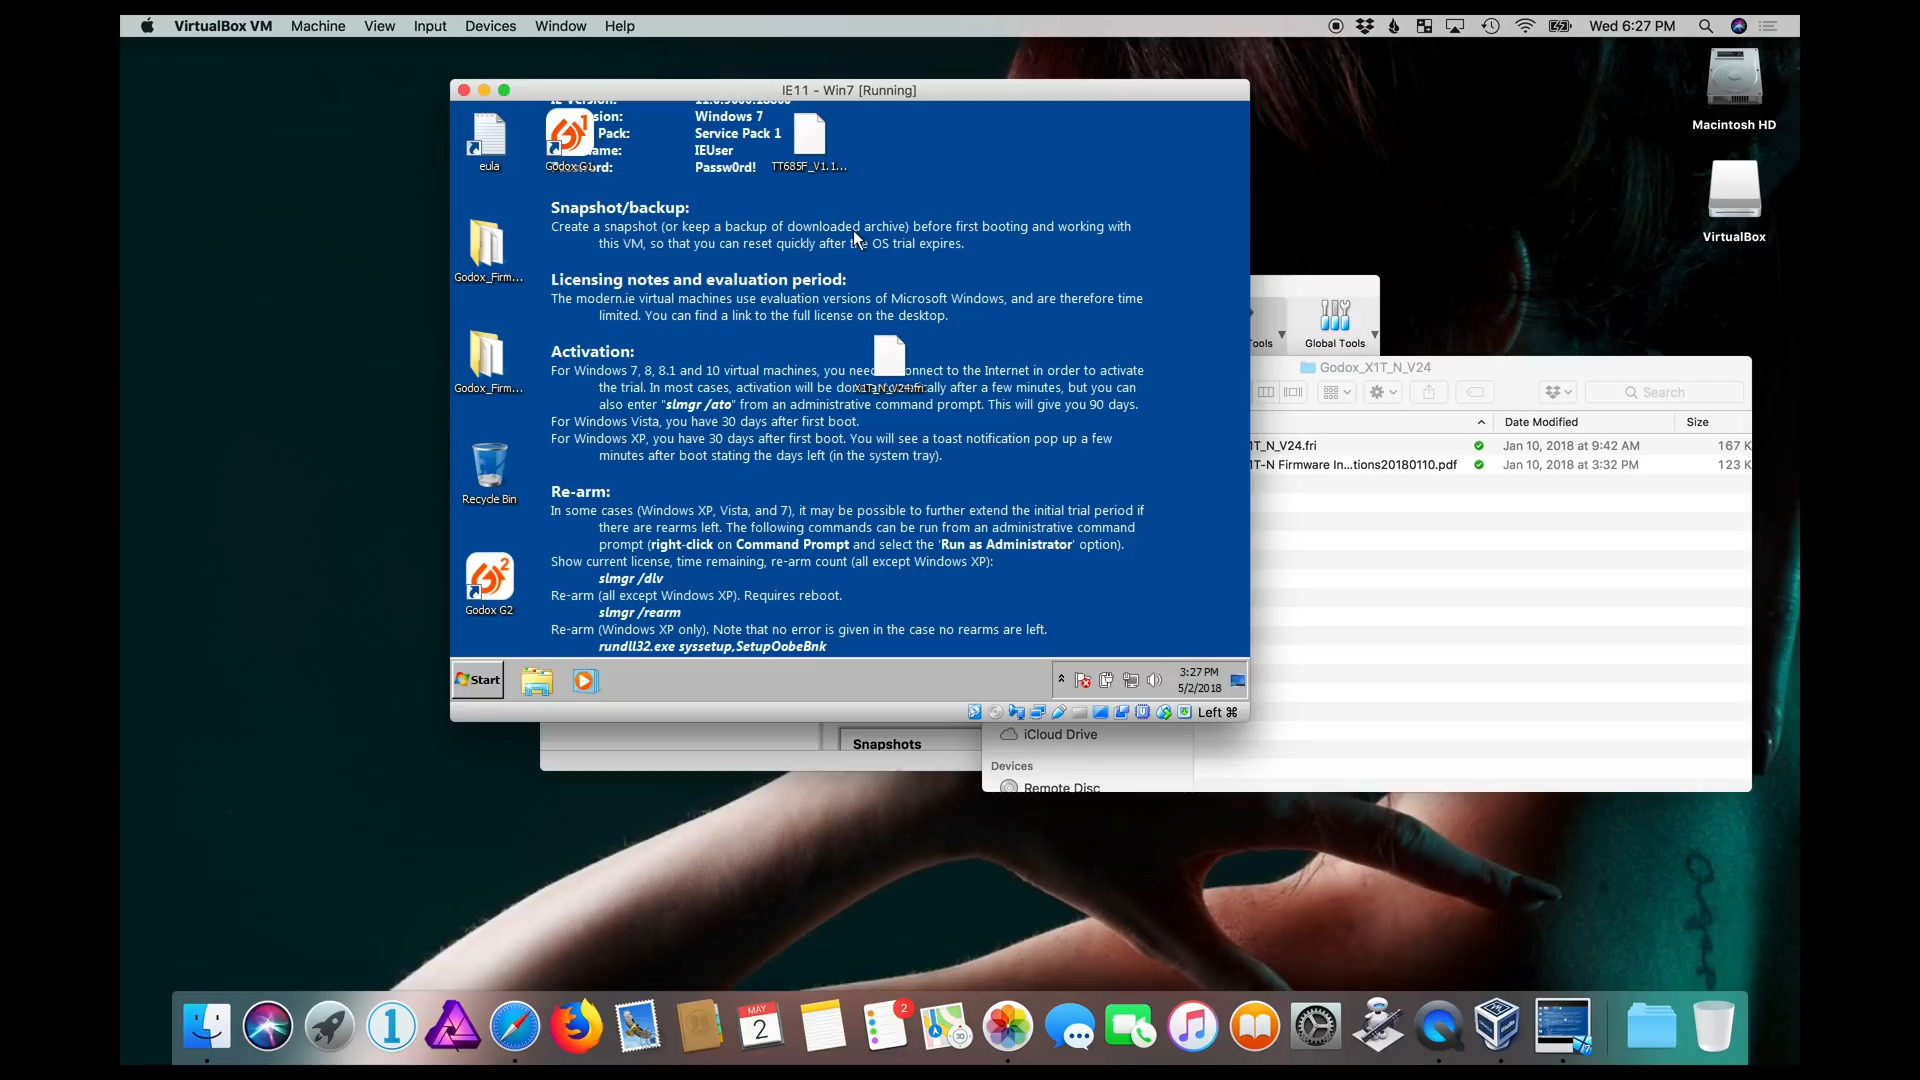 VirtualBox VM Machine View Input Devices Window Help
Wed 6:27 PM
IE11 - Win7 [Running]
Windows 7
Pack: Service Pack 1
IEUser
Passw0rd!
eula
Godox G1
TT685F_V1.1...
Snapshot/backup:
Create a snapshot (or keep a backup of downloaded archive) before first booting and working with
this VM, so that you can reset quickly after the OS trial expires.
Licensing notes and evaluation period:
The modern.ie virtual machines use evaluation versions of Microsoft Windows, and are therefore time
limited. You can find a link to the full license on the desktop.
Godox_Firm...
Activation:
For Windows 7, 8, 8.1 and 10 virtual machines, you need connect to the Internet in order to activate
the trial. In most cases, activation will be done automatically after a few minutes, but you can
also enter "slmgr /ato" from an administrative command prompt. This will give you 90 days.
For Windows Vista, you have 30 days after first boot.
For Windows XP, you have 30 days after first boot. You will see a toast notification pop up a few
minutes after boot stating the days left (in the system tray).
X1T_N_V24.fri
Godox_Firm...
Recycle Bin
Re-arm:
In some cases (Windows XP, Vista, and 7), it may be possible to further extend the initial trial period if
there are rearms left. The following commands can be run from an administrative command
prompt (right-click on Command Prompt and select the 'Run as Administrator' option).
Show current license, time remaining, re-arm count (all except Windows XP):
slmgr /dlv
Re-arm (all except Windows XP). Requires reboot.
slmgr /rearm
Re-arm (Windows XP only). Note that no error is given in the case no rearms are left.
rundll32.exe syssetup,SetupOobeBnk
Godox G2
Start
3:27 PM
5/2/2018
Left ⌘
Macintosh HD
VirtualBox
ools
Global Tools
Godox_X1T_N_V24
Search
Date Modified Size
1T_N_V24.fri Jan 10, 2018 at 9:42 AM 167 K
1T-N Firmware In...tions20180110.pdf Jan 10, 2018 at 3:32 PM 123 K
Snapshots
iCloud Drive
Devices
Remote Disc
1
MAY
2
2